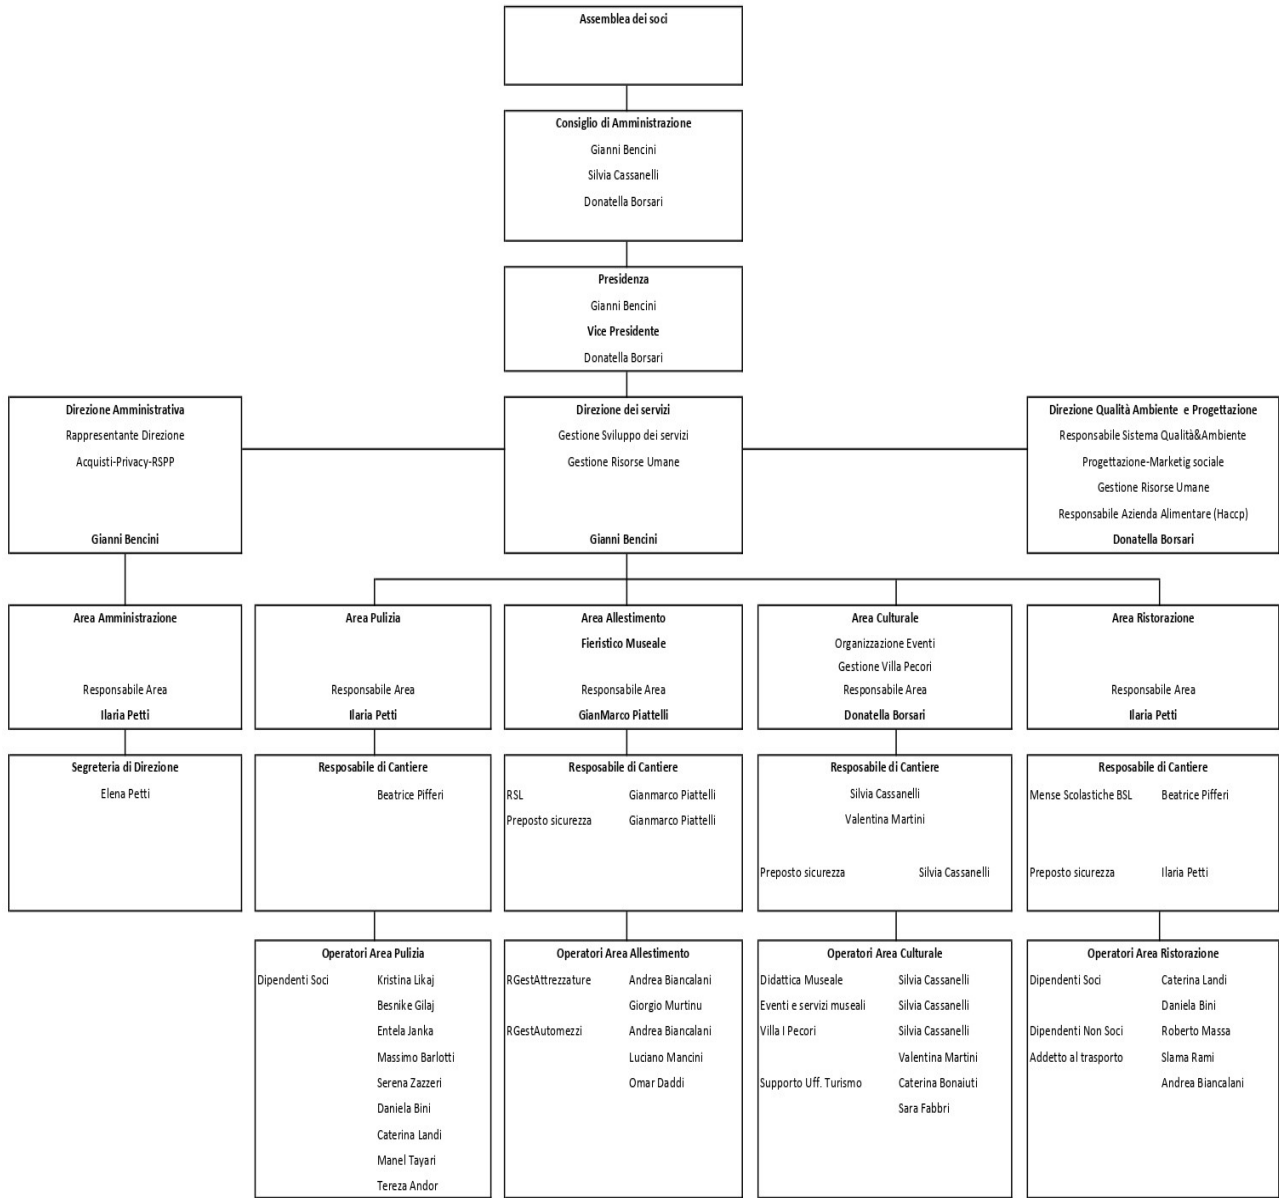 Assemblea dei soci
Consiglio di Amministrazione
Gianni Bencini
Silvia Cassanelli
Donatella Borsari
Presidenza
Gianni Bencini
Vice Presidente
Donatella Borsari
Direzione Amministrativa
Rappresentante Direzione
Acquisti-Privacy-RSPP
Gianni Bencini
Direzione dei servizi
Gestione Sviluppo dei servizi
Gestione Risorse Umane
Gianni Bencini
Direzione Qualità Ambiente e Progettazione
Responsabile Sistema Qualità&Ambiente
Progettazione-Marketig sociale
Gestione Risorse Umane
Responsabile Azienda Alimentare (Haccp)
Donatella Borsari
Area Amministrazione
Responsabile Area
Ilaria Petti
Area Pulizia
Responsabile Area
Ilaria Petti
Area Allestimento
Fieristico Museale
Responsabile Area
GianMarco Piattelli
Area Culturale
Organizzazione Eventi
Gestione Villa Pecori
Responsabile Area
Donatella Borsari
Area Ristorazione
Responsabile Area
Ilaria Petti
Segreteria di Direzione
Elena Petti
Resposabile di Cantiere
Beatrice Pifferi
Resposabile di Cantiere
RSL Gianmarco Piattelli
Preposto sicurezza Gianmarco Piattelli
Resposabile di Cantiere
Silvia Cassanelli
Valentina Martini
Preposto sicurezza Silvia Cassanelli
Resposabile di Cantiere
Mense Scolastiche BSL Beatrice Pifferi
Preposto sicurezza Ilaria Petti
Operatori Area Pulizia
Dipendenti Soci Kristina Likaj
Besnike Gilaj
Entela Janka
Massimo Barlotti
Serena Zazzeri
Daniela Bini
Caterina Landi
Manel Tayari
Tereza Andor
Operatori Area Allestimento
RGestAttrezzature Andrea Biancalani
Giorgio Murtinu
RGestAutomezzi Andrea Biancalani
Luciano Mancini
Omar Daddi
Operatori Area Culturale
Didattica Museale Silvia Cassanelli
Eventi e servizi museali Silvia Cassanelli
Villa I Pecori Silvia Cassanelli
Valentina Martini
Supporto Uff. Turismo Caterina Bonaiuti
Sara Fabbri
Operatori Area Ristorazione
Dipendenti Soci Caterina Landi
Daniela Bini
Dipendenti Non Soci Roberto Massa
Addetto al trasporto Slama Rami
Andrea Biancalani